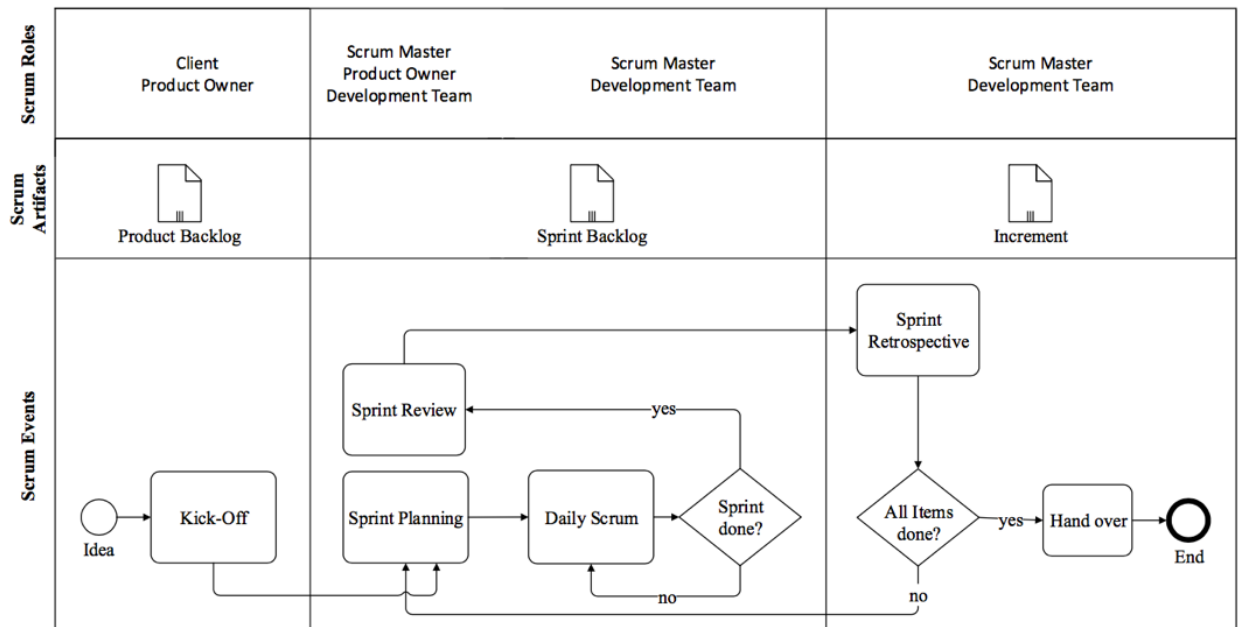 Scrum Roles
Client
Product Owner
Scrum Master
Product Owner
Development Team
Scrum Master
Development Team
Scrum Master
Development Team
Scrum
Artifacts
Product Backlog
Sprint Backlog
Increment
Scrum Events
Sprint
Retrospective
Sprint Review
yes
Idea
Kick-Off
Sprint Planning
Daily Scrum
Sprint
done?
no
All Items
done?
yes
Hand over
End
no